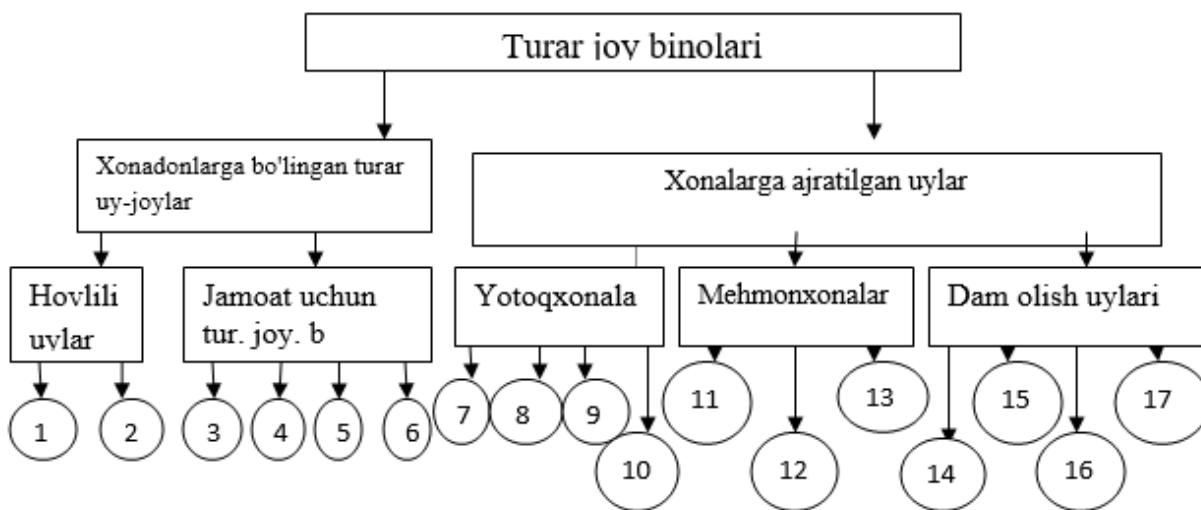 Turar joy binolari
Xonadonlarga bo'lingan turar
uy-joylar
Xonalarga ajratilgan uylar
Hovlili
uylar
Jamoat uchun
tur. joy. b
Yotoqxonala
Mehmonxonalar
Dam olish uylari
1
2
3
4
5
6
7
8
9
10
11
12
13
14
15
16
17